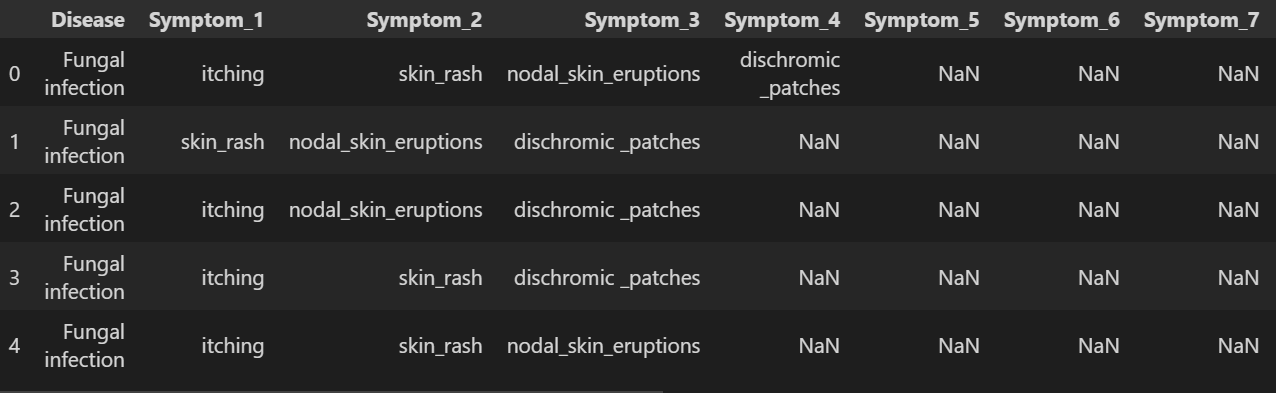 Disease Symptom_1 Symptom_2 Symptom_3 Symptom_4 Symptom_5 Symptom_6 Symptom_7
0 Fungal infection itching skin_rash nodal_skin_eruptions dischromic _patches NaN NaN NaN
1 Fungal infection skin_rash nodal_skin_eruptions dischromic _patches NaN NaN NaN NaN
2 Fungal infection itching nodal_skin_eruptions dischromic _patches NaN NaN NaN NaN
3 Fungal infection itching skin_rash dischromic _patches NaN NaN NaN NaN
4 Fungal infection itching skin_rash nodal_skin_eruptions NaN NaN NaN NaN